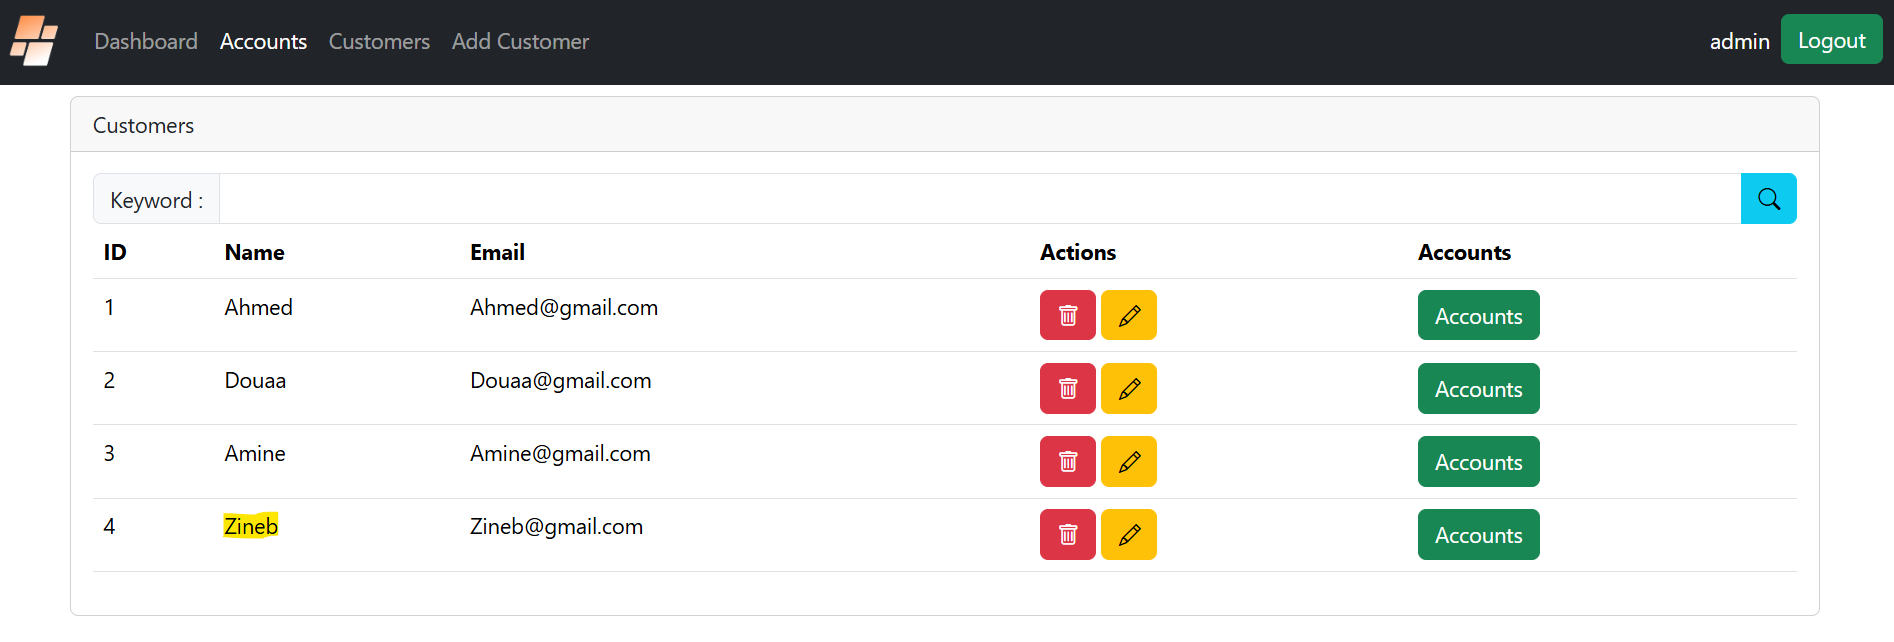 Dashboard Accounts Customers Add Customer admin Logout
Customers
Keyword :
ID Name Email Actions Accounts
1 Ahmed Ahmed@gmail.com Accounts
2 Douaa Douaa@gmail.com Accounts
3 Amine Amine@gmail.com Accounts
4 Zineb Zineb@gmail.com Accounts